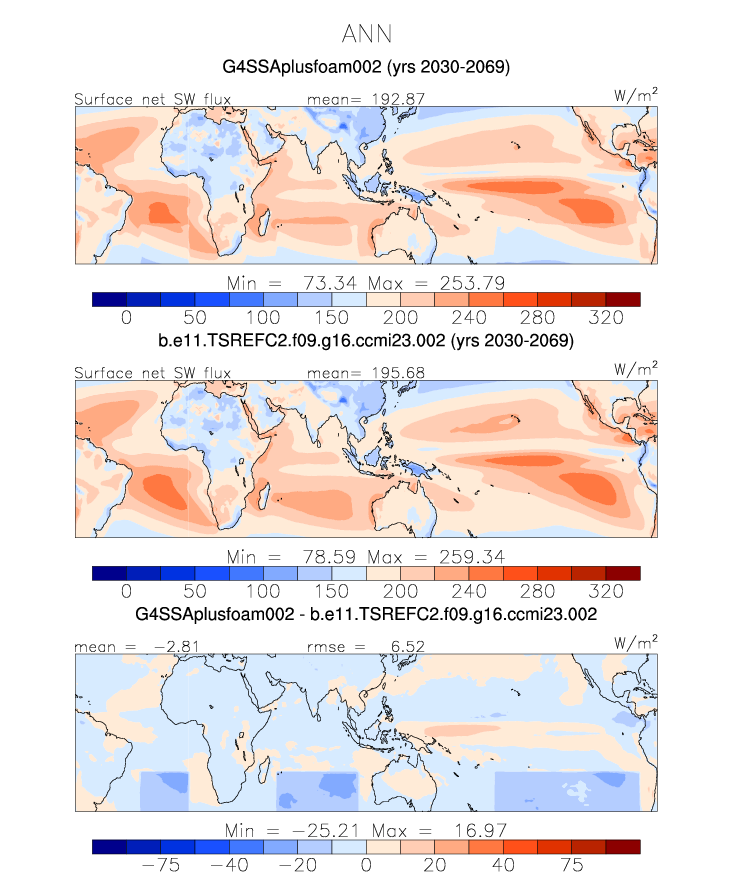 ANN
G4SSAplusfoam002 (yrs 2030-2069)
Surface net SW flux mean= 192.87 W/m²
Min = 73.34 Max = 253.79
0 50 100 150 200 240 280 320
b.e11.TSREFC2.f09.g16.ccmi23.002 (yrs 2030-2069)
Surface net SW flux mean= 195.68 W/m²
Min = 78.59 Max = 259.34
0 50 100 150 200 240 280 320
G4SSAplusfoam002 - b.e11.TSREFC2.f09.g16.ccmi23.002
mean = -2.81 rmse = 6.52 W/m²
Min = -25.21 Max = 16.97
-75 -40 -20 0 20 40 75